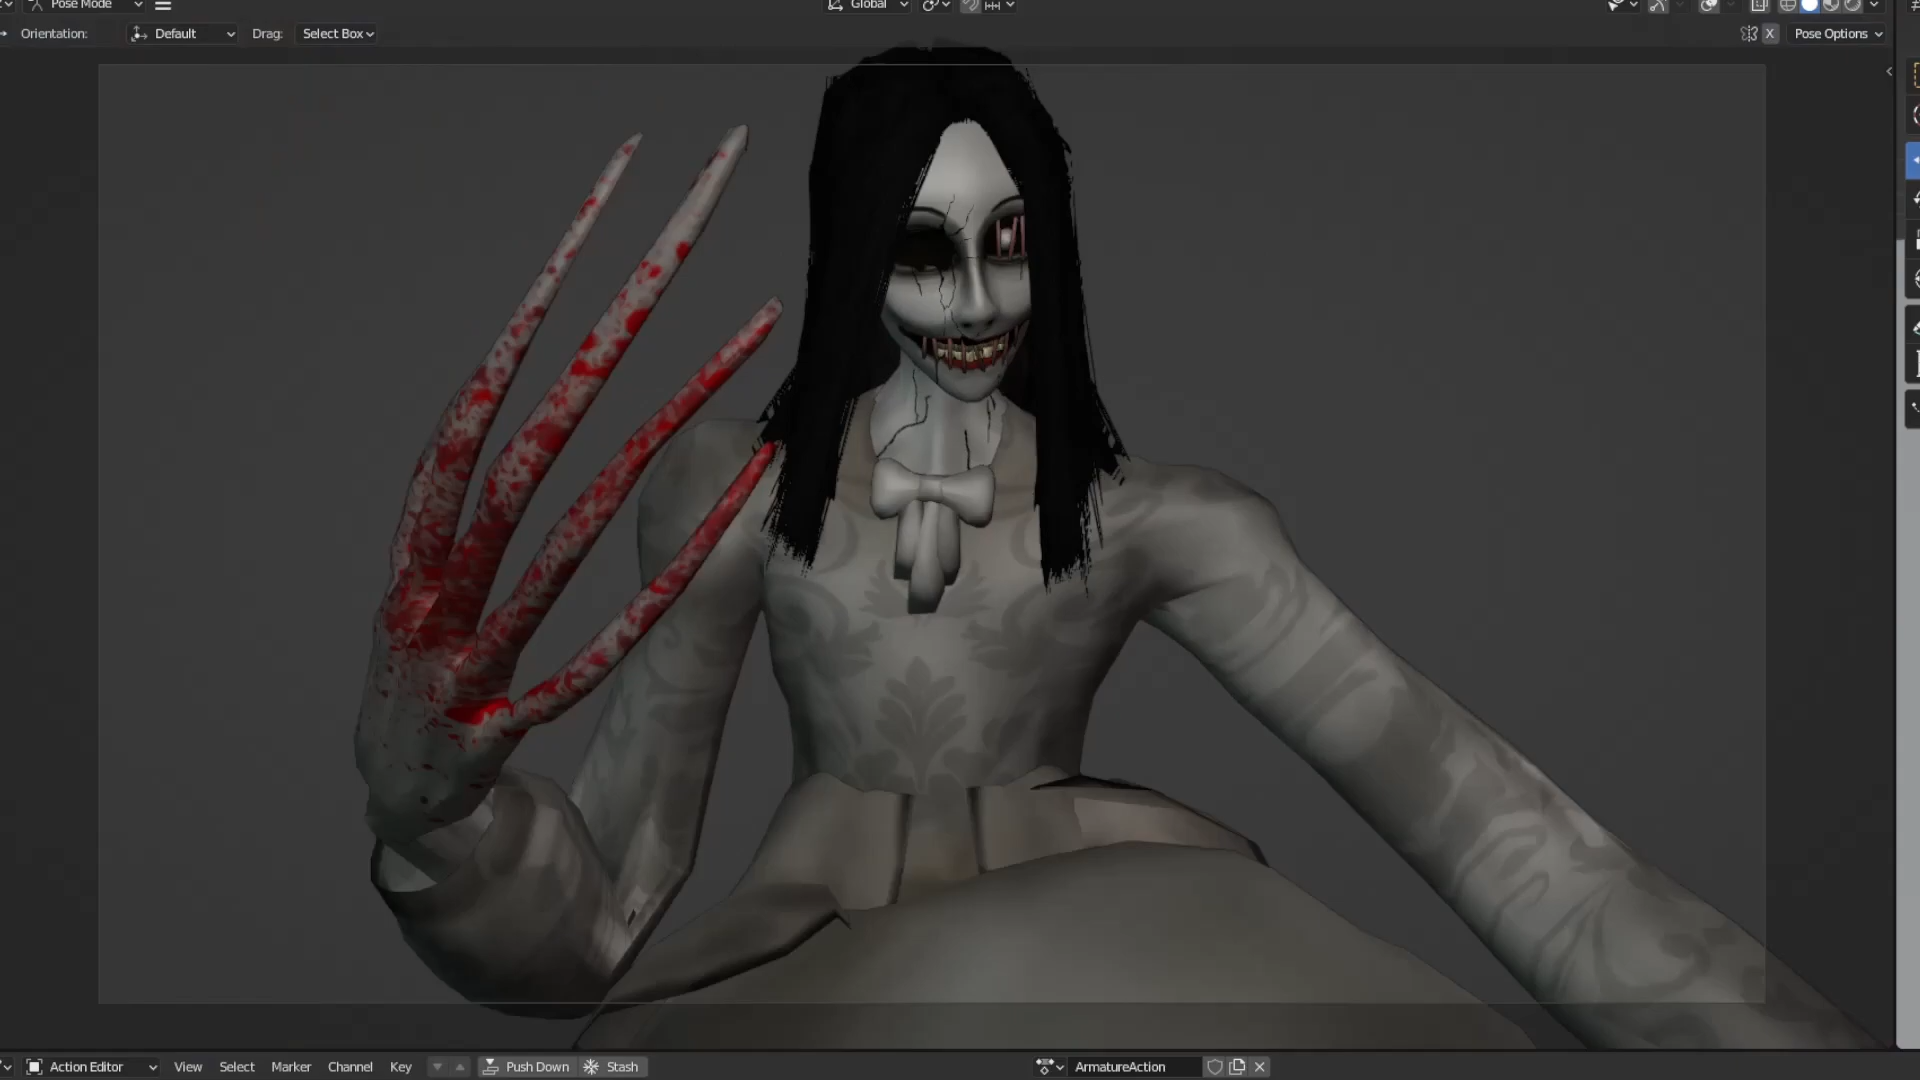 Pose Mode
Global
Orientation:
Default
Drag:
Select Box
X
Pose Options
Action Editor
View
Select
Marker
Channel
Key
Push Down
Stash
ArmatureAction